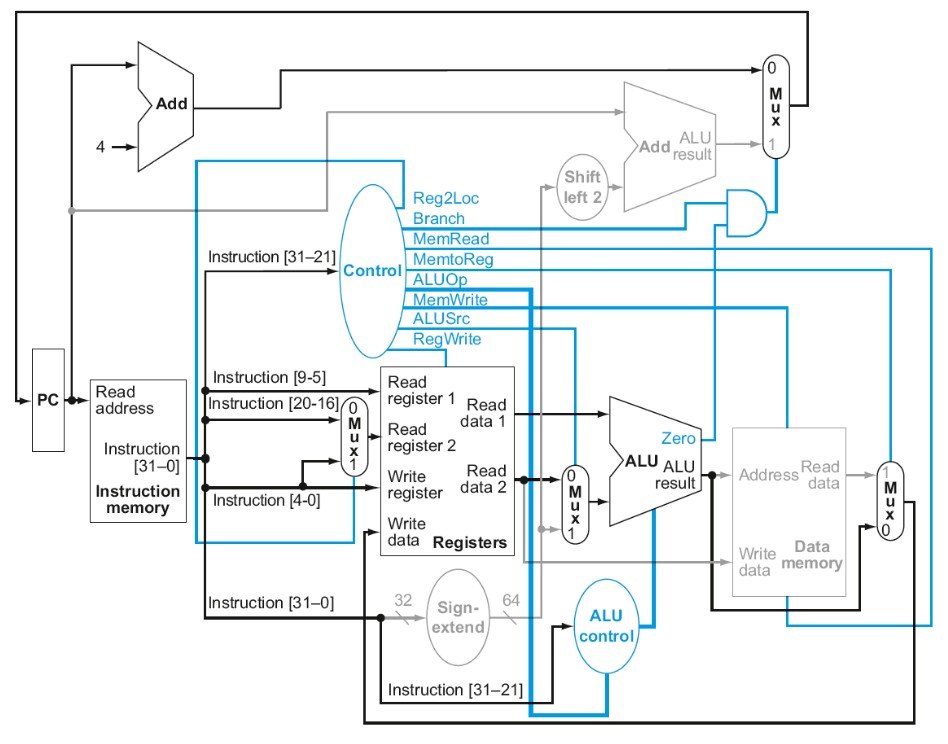 0
M
u
x
1
Add
4
Add
ALU
result
Shift
left 2
Reg2Loc
Branch
MemRead
MemtoReg
ALUOp
MemWrite
ALUSrc
RegWrite
Control
Instruction [31–21]
PC
Read
address
Instruction
[31–0]
Instruction
memory
Instruction [9-5]
Instruction [20-16]
0
M
u
x
1
Instruction [4-0]
Read
register 1
Read
register 2
Write
register
Write
data
Read
data 1
Read
data 2
Registers
0
M
u
x
1
Zero
ALU
ALU
result
Address
Read
data
Write
data
Data
memory
1
M
u
x
0
Instruction [31–0]
32
Sign-
extend
64
ALU
control
Instruction [31–21]